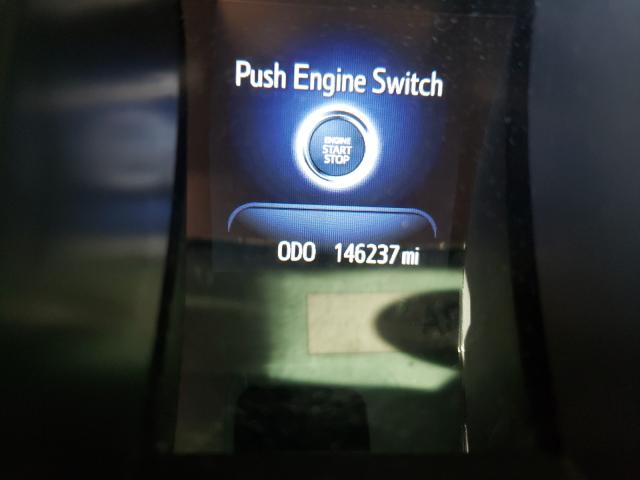 Push Engine Switch
ENGINE
START
STOP
ODO 146237 mi